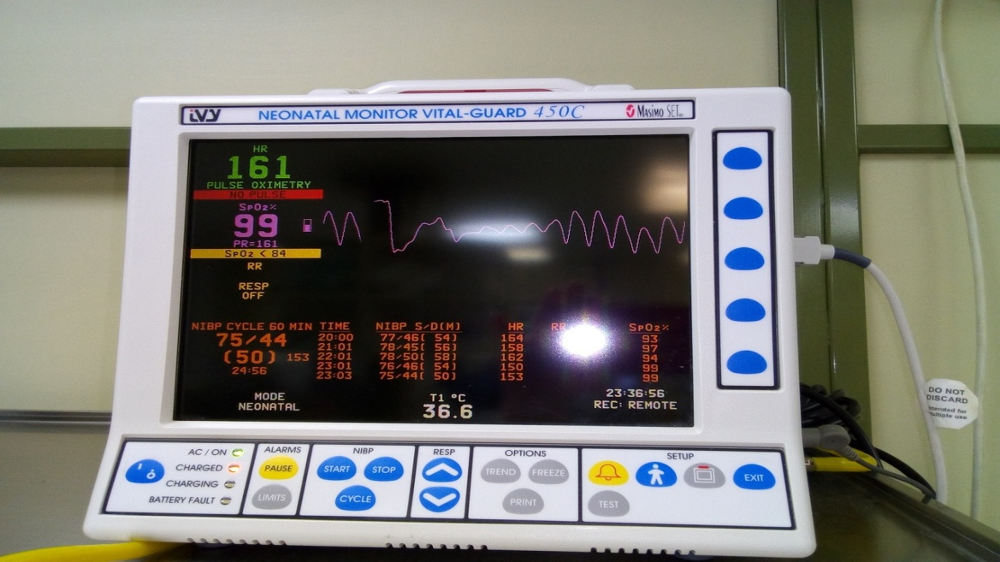 ivy NEONATAL MONITOR VITAL-GUARD 450C MASIMO SET
HR
161
PULSE OXIMETRY
NO PULSE
SpO2%
99
PR=161
SpO2 < 84
RR
RESP
OFF
NIBP CYCLE 60 MIN
75/44
(50) 153
24:56
TIME NIBP S/D(M) HR RR SpO2%
20:00 77/46( 54) 164 93
21:01 78/45( 56) 158 97
22:01 78/50( 58) 162 94
23:01 76/46( 54) 150 99
23:03 75/44( 50) 153 99
MODE
NEONATAL
T1 °C
36.6
23:36:56
REC: REMOTE
AC / ON
CHARGED
CHARGING
BATTERY FAULT
ALARMS
PAUSE
LIMITS
NIBP
START STOP
CYCLE
RESP
OPTIONS
TREND FREEZE
PRINT
SETUP
EXIT
TEST
DO NOT
DISCARD
multiple use